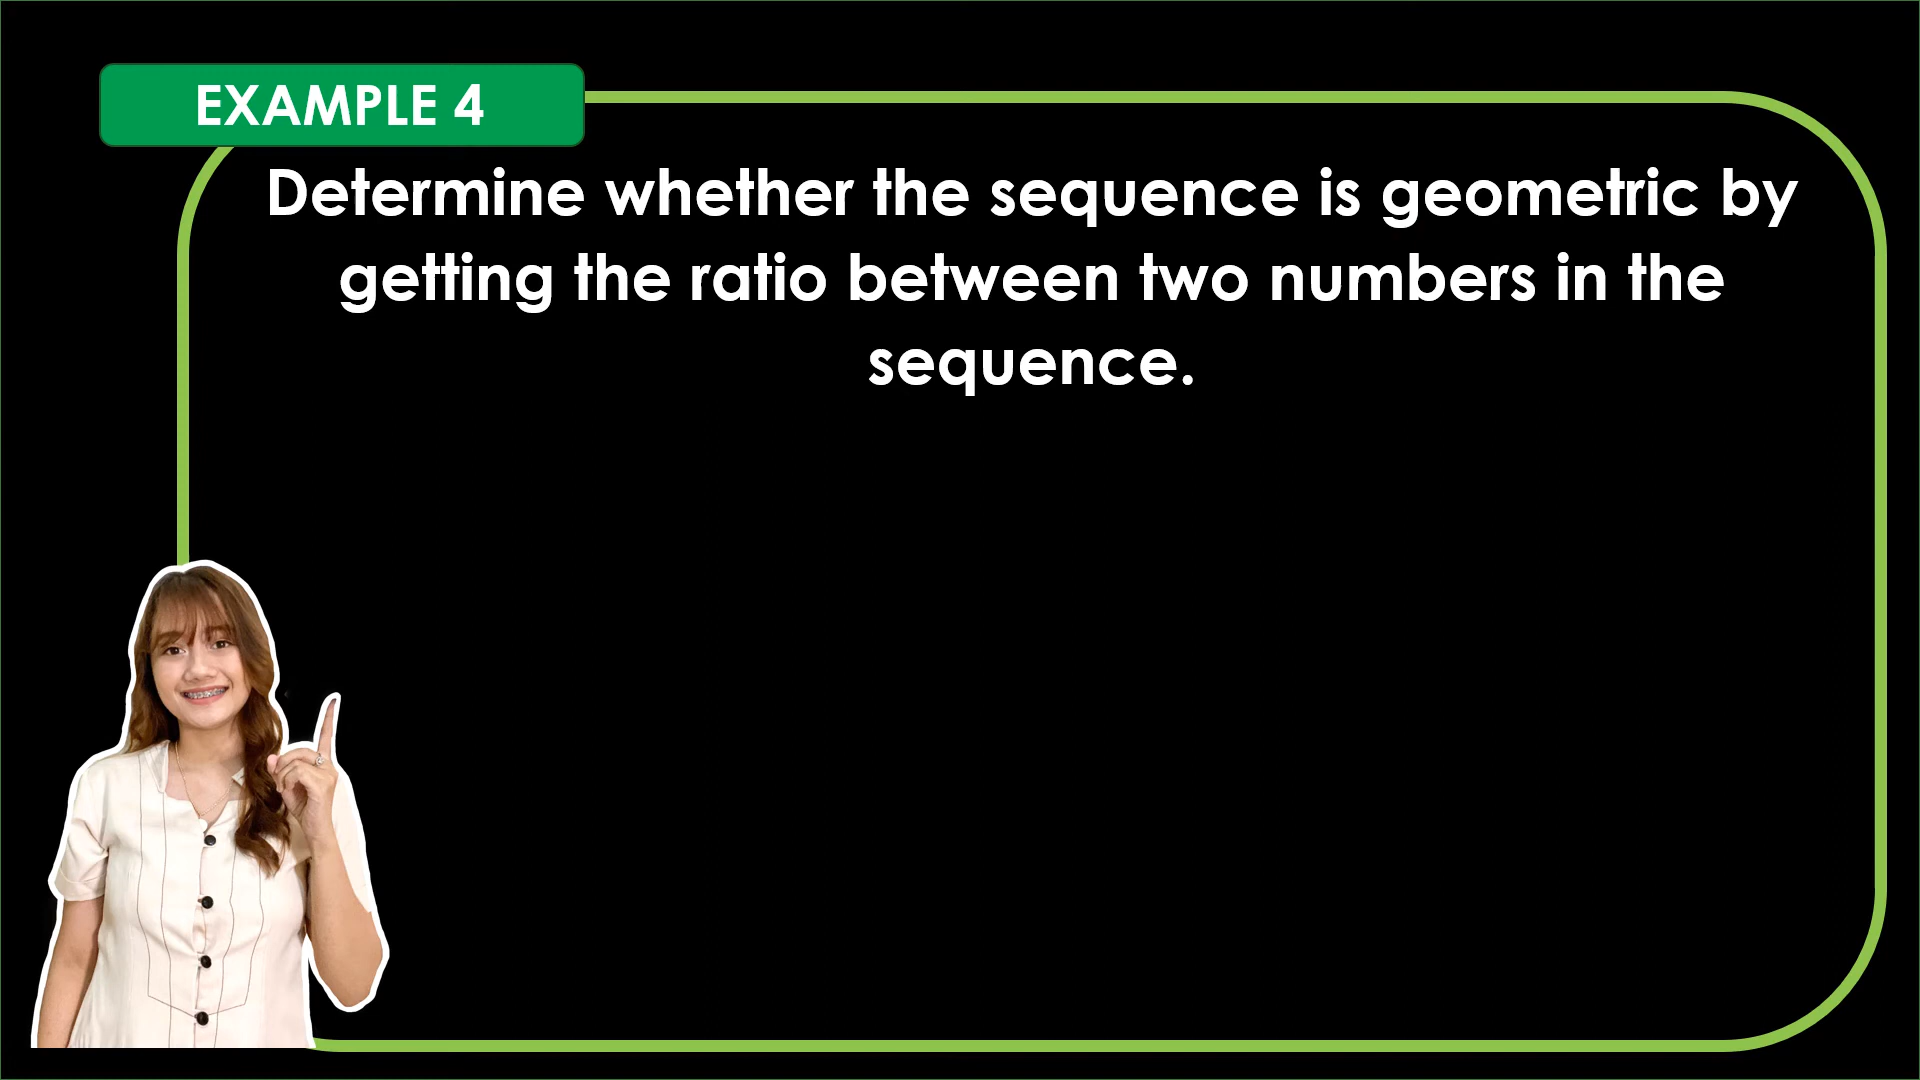 EXAMPLE 4
Determine whether the sequence is geometric by
getting the ratio between two numbers in the
sequence.